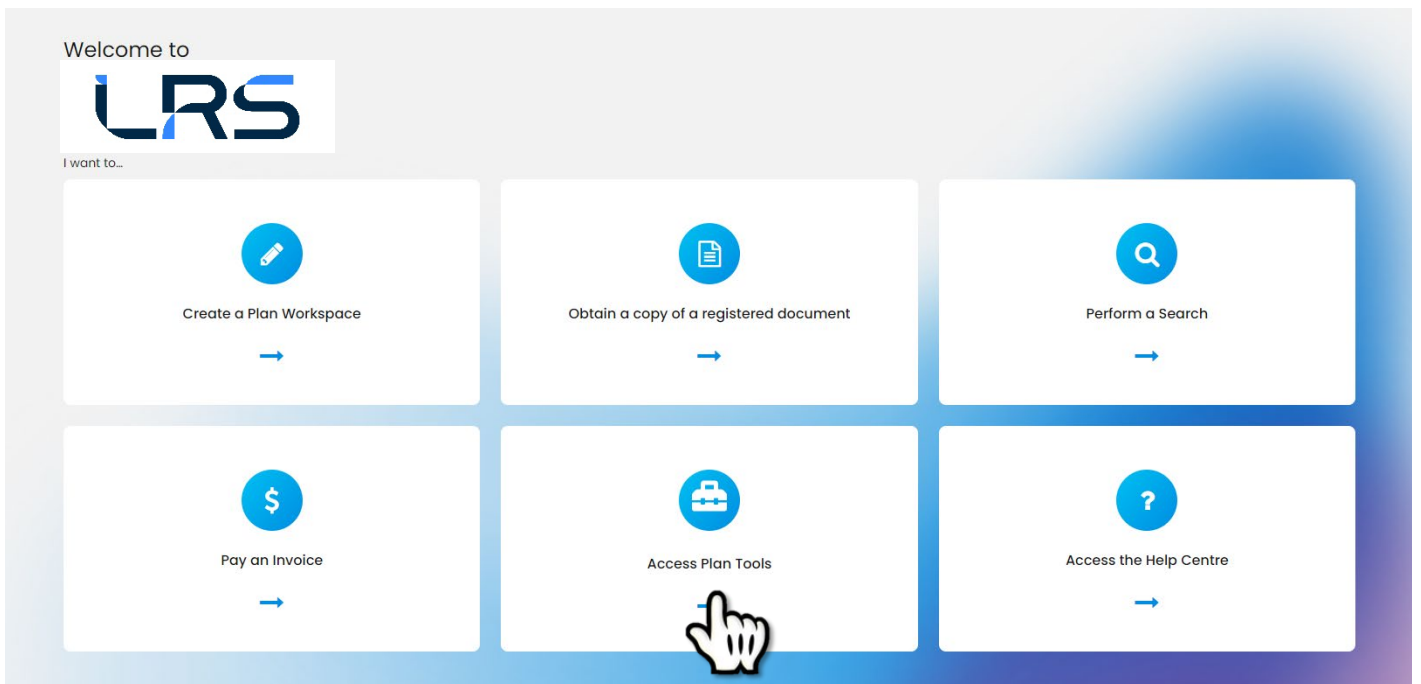 Welcome to
LRS
I want to...
Create a Plan Workspace
Obtain a copy of a registered document
Perform a Search
$
?
Pay an Invoice
Access Plan Tools
Access the Help Centre